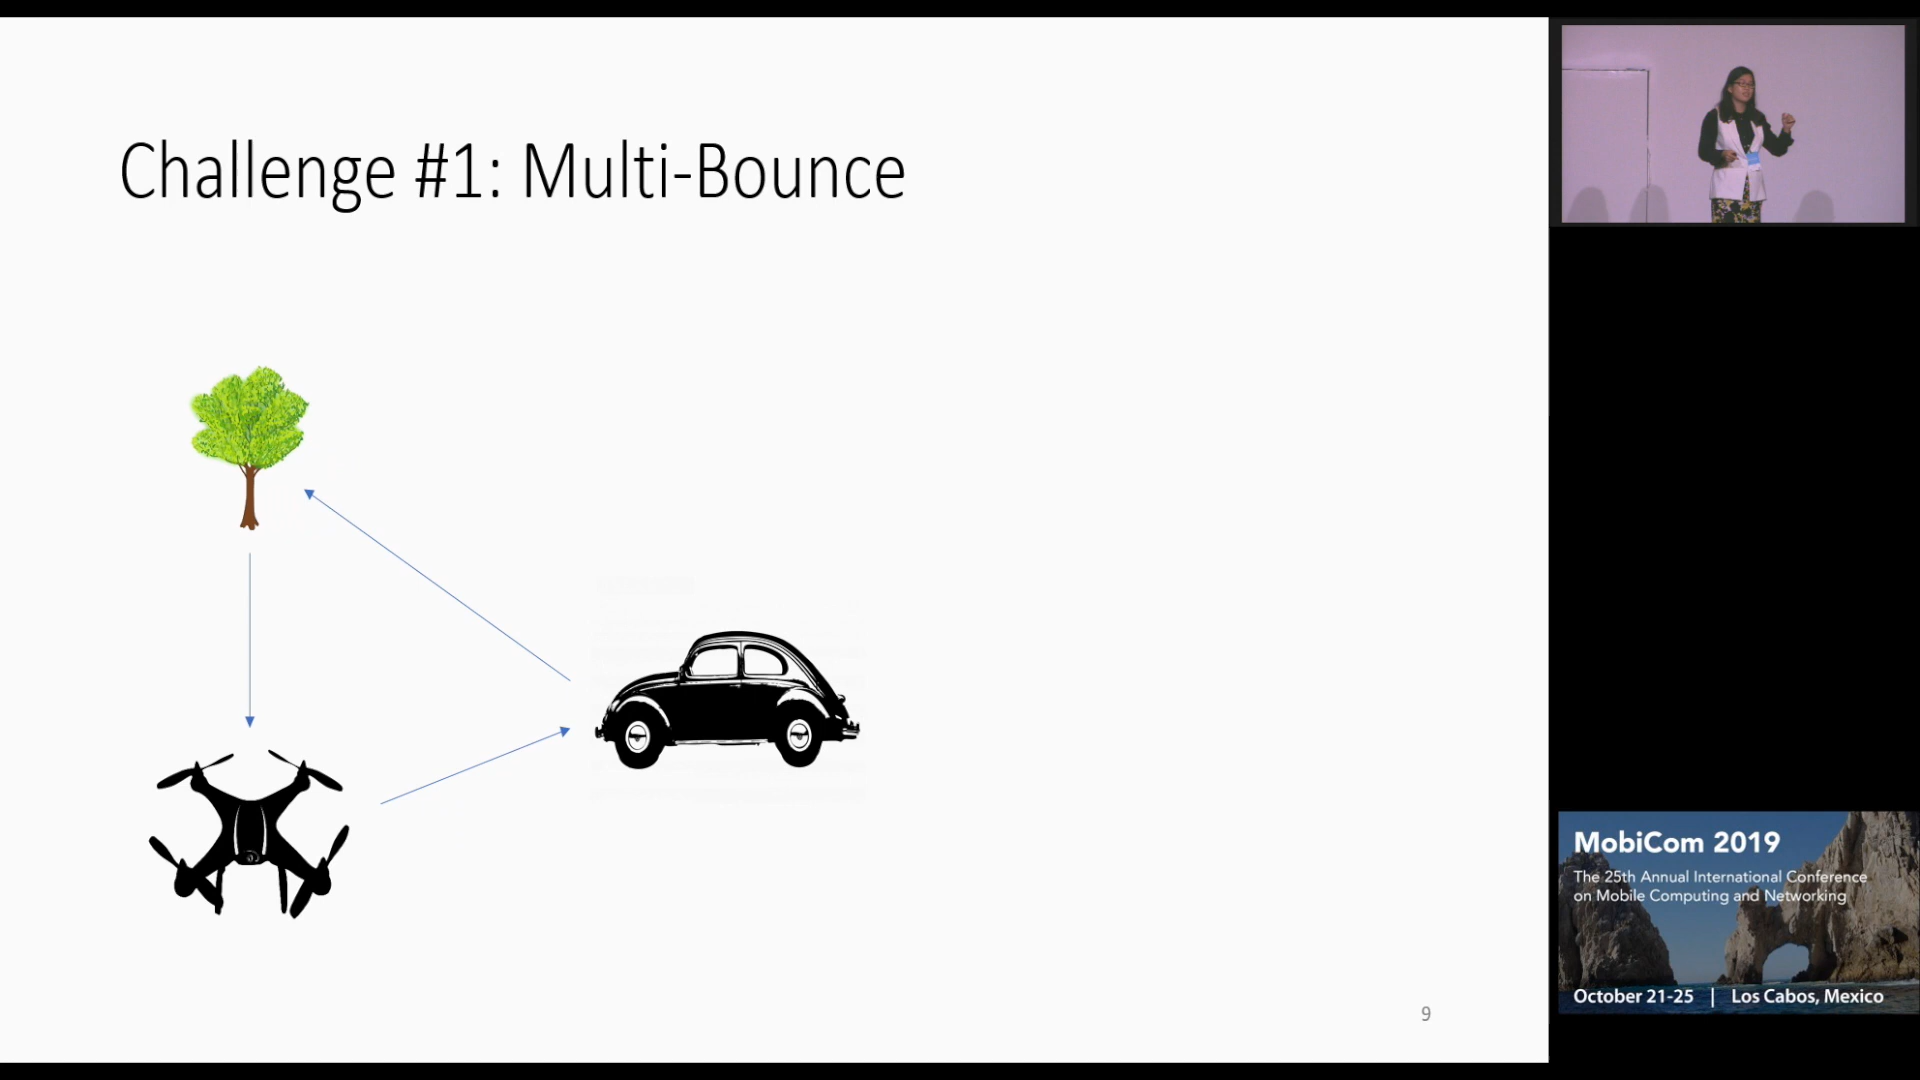 Challenge #1: Multi-Bounce
9
MobiCom 2019
The 25th Annual International Conference
on Mobile Computing and Networking
October 21-25 | Los Cabos, Mexico